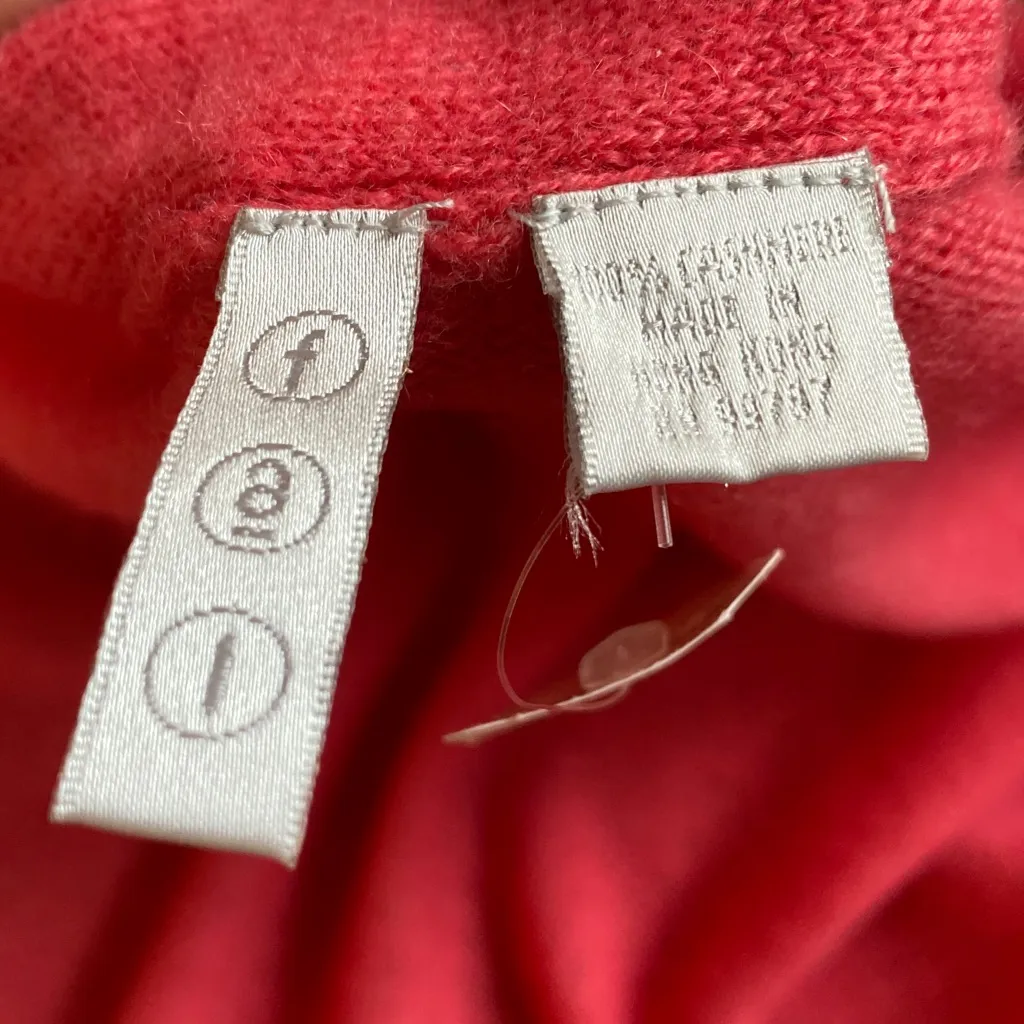 f
a
l
100% CASHMERE
MADE IN
HONG KONG